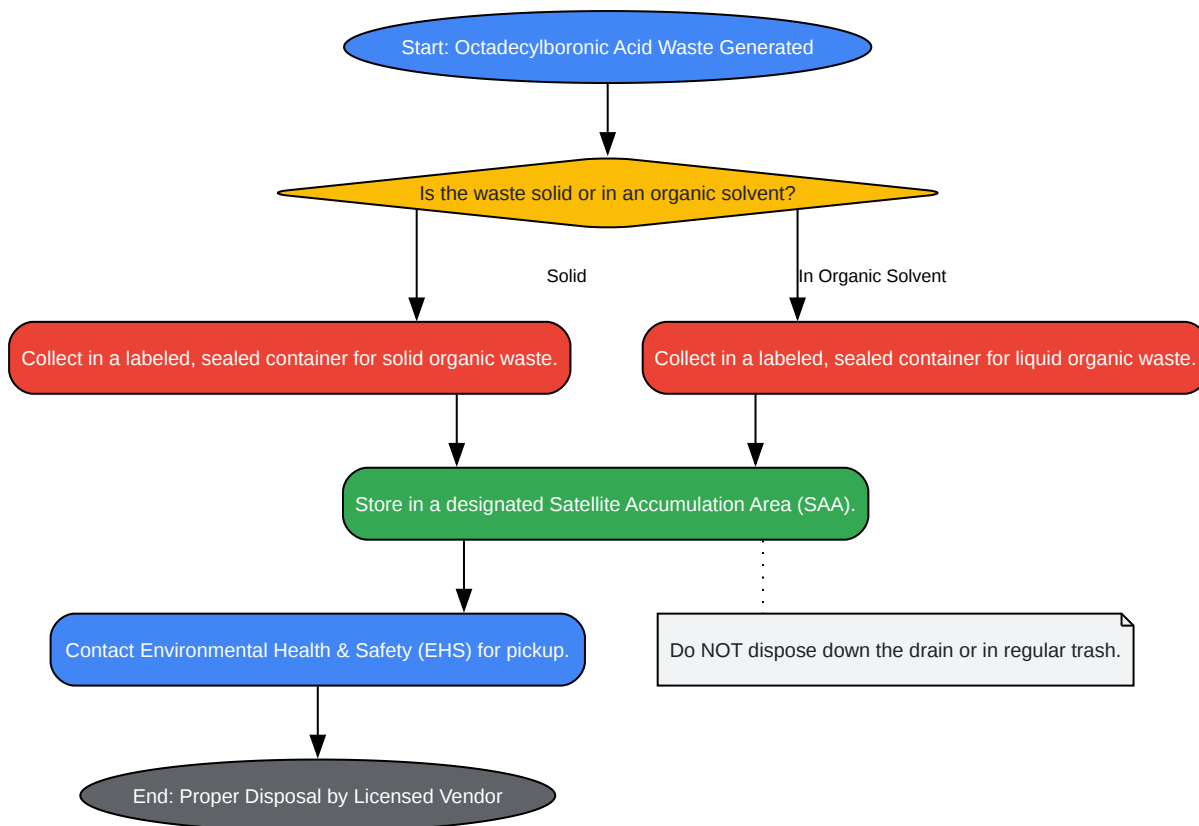 Start: Octadecylboronic Acid Waste Generated
Is the waste solid or in an organic solvent?
Solid
In Organic Solvent
Collect in a labeled, sealed container for solid organic waste.
Collect in a labeled, sealed container for liquid organic waste.
Store in a designated Satellite Accumulation Area (SAA).
Contact Environmental Health & Safety (EHS) for pickup.
Do NOT dispose down the drain or in regular trash.
End: Proper Disposal by Licensed Vendor